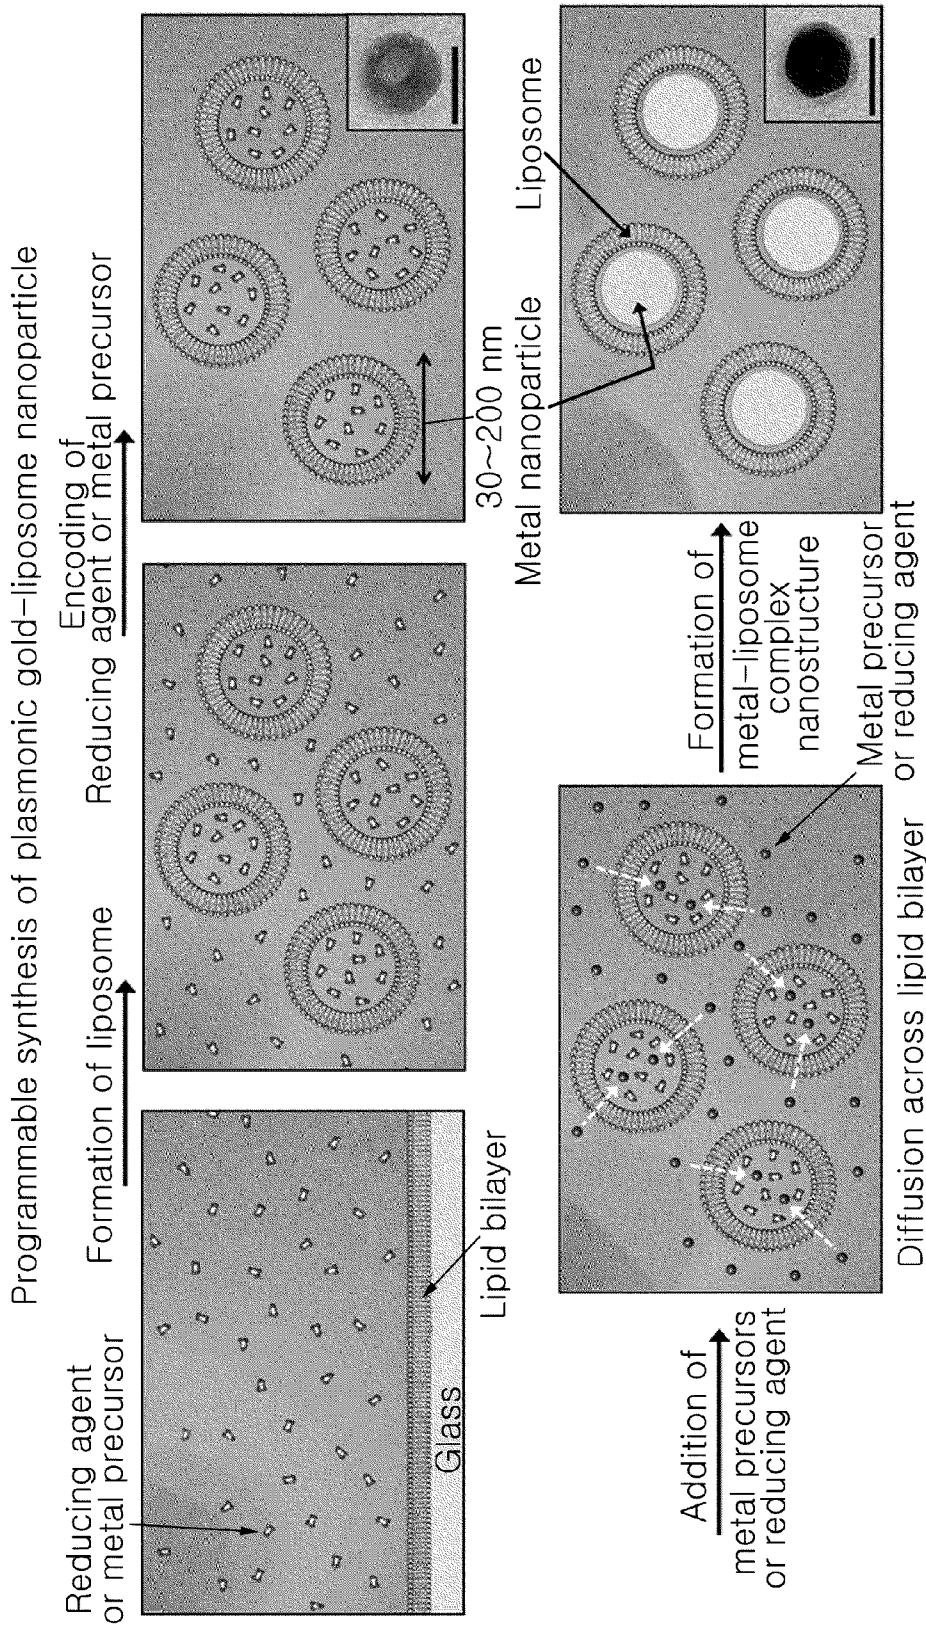 Programmable synthesis of plasmonic gold-liposome nanoparticle
Reducing agent
or metal precursor
Formation of liposome
Encoding of
Reducing agent or metal precursor
Glass
Lipid bilayer
30~200 nm
Addition of
metal precursors
or reducing agent
Diffusion across lipid bilayer
Metal precursor
or reducing agent
Formation of
metal-liposome
complex
nanostructure
Metal nanoparticle
Liposome